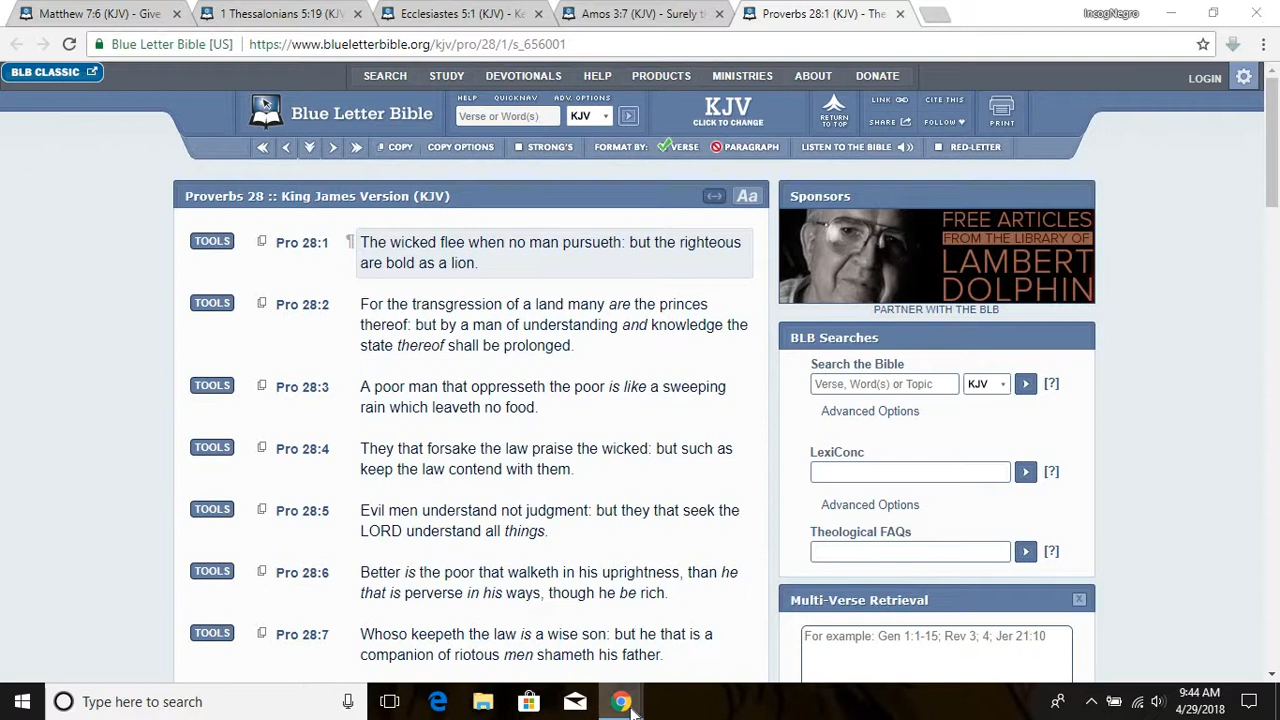 Matthew 7:6 (KJV) - Give
1 Thessalonians 5:19 (KJV)
Ecclesiastes 5:1 (KJV) - Ke
Amos 3:7 (KJV) - Surely t
Proverbs 28:1 (KJV) - The
IncogNegro
Blue Letter Bible [US]
https://www.blueletterbible.org/kjv/pro/28/1/s_656001
BLB CLASSIC
SEARCH STUDY DEVOTIONALS HELP PRODUCTS MINISTRIES ABOUT DONATE
LOGIN
Blue Letter Bible
HELP QUICKNAV ADV. OPTIONS
Verse or Word(s) KJV
KJV
CLICK TO CHANGE
RETURN
TO TOP
LINK CITE THIS
SHARE FOLLOW
PRINT
COPY COPY OPTIONS STRONG'S FORMAT BY: VERSE PARAGRAPH LISTEN TO THE BIBLE RED-LETTER
Proverbs 28 :: King James Version (KJV)
Aa
TOOLS Pro 28:1 ¶ The wicked flee when no man pursueth: but the righteous
are bold as a lion.
TOOLS Pro 28:2 For the transgression of a land many are the princes
thereof: but by a man of understanding and knowledge the
state thereof shall be prolonged.
TOOLS Pro 28:3 A poor man that oppresseth the poor is like a sweeping
rain which leaveth no food.
TOOLS Pro 28:4 They that forsake the law praise the wicked: but such as
keep the law contend with them.
TOOLS Pro 28:5 Evil men understand not judgment: but they that seek the
LORD understand all things.
TOOLS Pro 28:6 Better is the poor that walketh in his uprightness, than he
that is perverse in his ways, though he be rich.
TOOLS Pro 28:7 Whoso keepeth the law is a wise son: but he that is a
companion of riotous men shameth his father.
Sponsors
FREE ARTICLES
FROM THE LIBRARY OF
LAMBERT
DOLPHIN
PARTNER WITH THE BLB
BLB Searches
Search the Bible
Verse, Word(s) or Topic KJV [?]
Advanced Options
LexiConc
[?]
Advanced Options
Theological FAQs
[?]
Multi-Verse Retrieval x
For example: Gen 1:1-15; Rev 3; 4; Jer 21:10
Type here to search
9:44 AM
4/29/2018